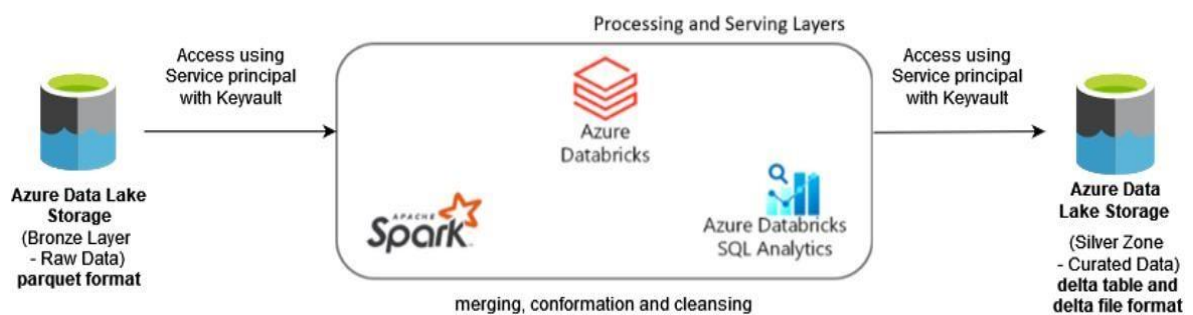 Processing and Serving Layers
Access using
Service principal
with Keyvault
Azure Data Lake
Storage
(Bronze Layer
- Raw Data)
parquet format
Azure
Databricks
APACHE
Spark
Azure Databricks
SQL Analytics
merging, conformation and cleansing
Access using
Service principal
with Keyvault
Azure Data
Lake Storage
(Silver Zone
- Curated Data)
delta table and
delta file format